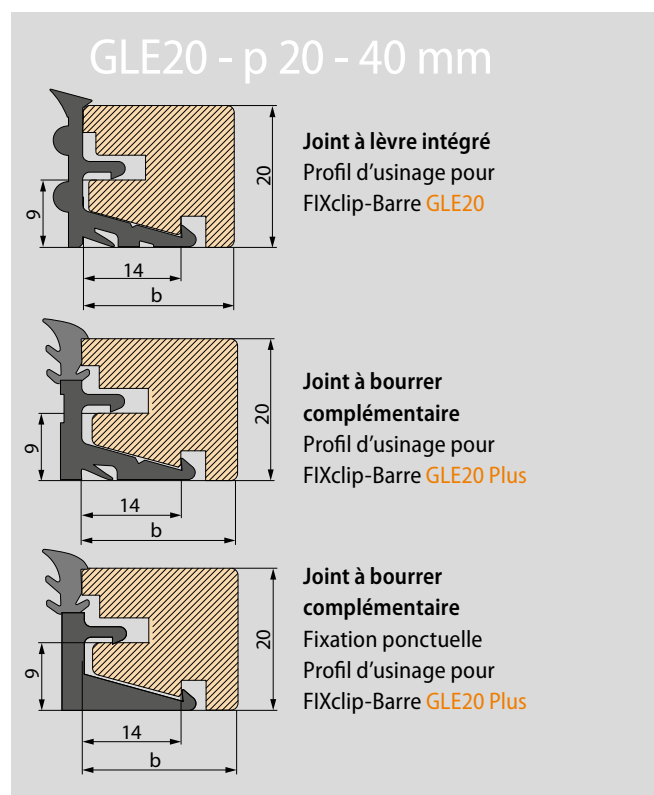 GLE20 - p 20 - 40 mm
Joint à lèvre intégré
Profil d’usinage pour
FIXclip-Barre GLE20
20
9
14
b
Joint à bourrer
complémentaire
Profil d’usinage pour
FIXclip-Barre GLE20 Plus
20
9
14
b
Joint à bourrer
complémentaire
Fixation ponctuelle
Profil d’usinage pour
FIXclip-Barre GLE20 Plus
20
9
14
b